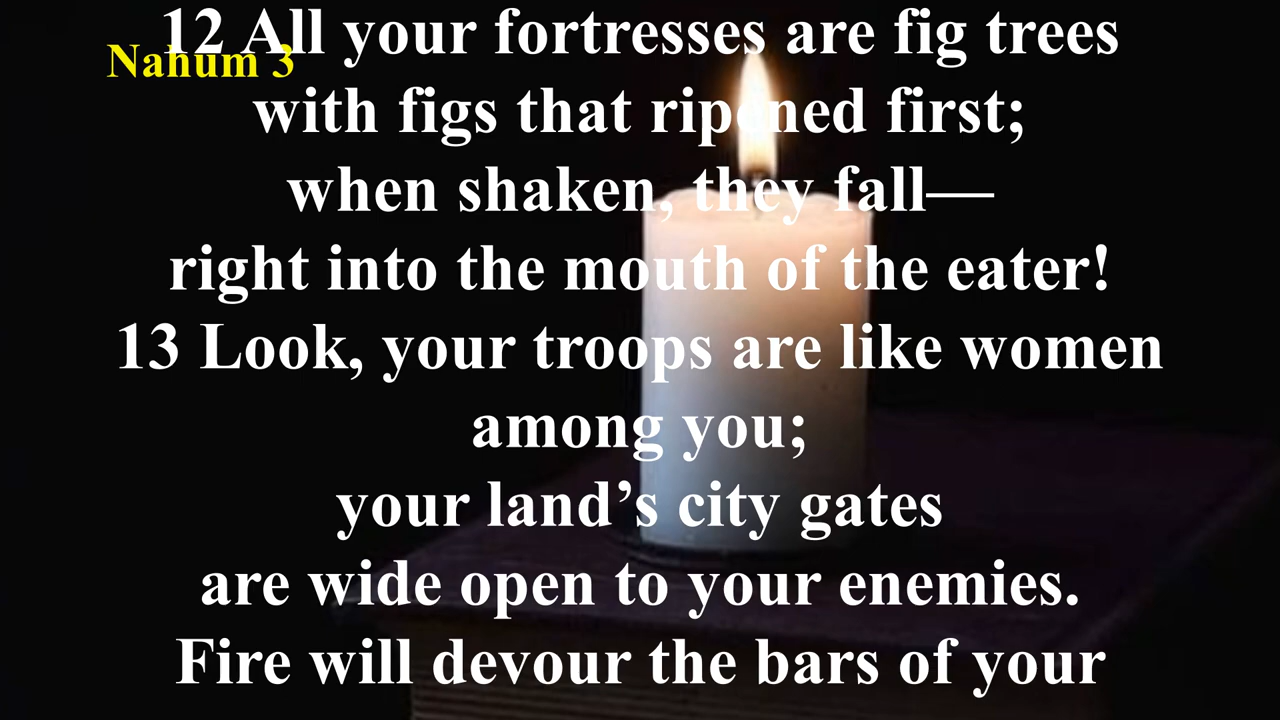 Nahum 3
12 All your fortresses are fig trees
with figs that ripened first;
when shaken, they fall—
right into the mouth of the eater!
13 Look, your troops are like women
among you;
your land’s city gates
are wide open to your enemies.
Fire will devour the bars of your